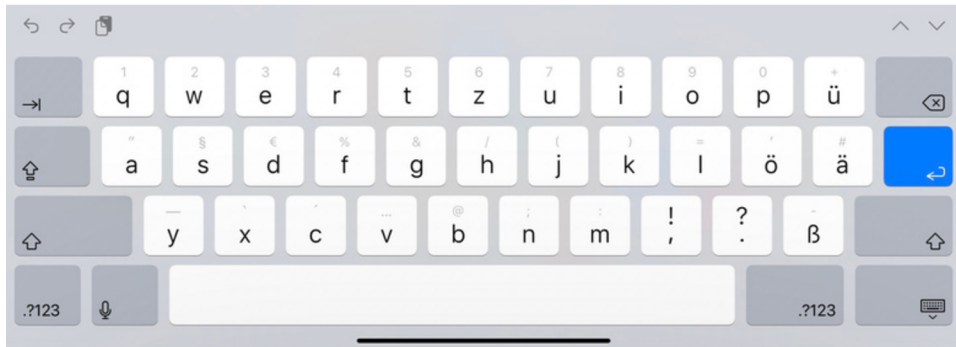 1 2 3 4 5 6 7 8 9 0 +
q w e r t z u i o p ü
" § € % & / ( ) = ' #
a s d f g h j k l ö ä
— ` ´ … @ ; : ! ? -
y x c v b n m , . ß
.?123 .?123